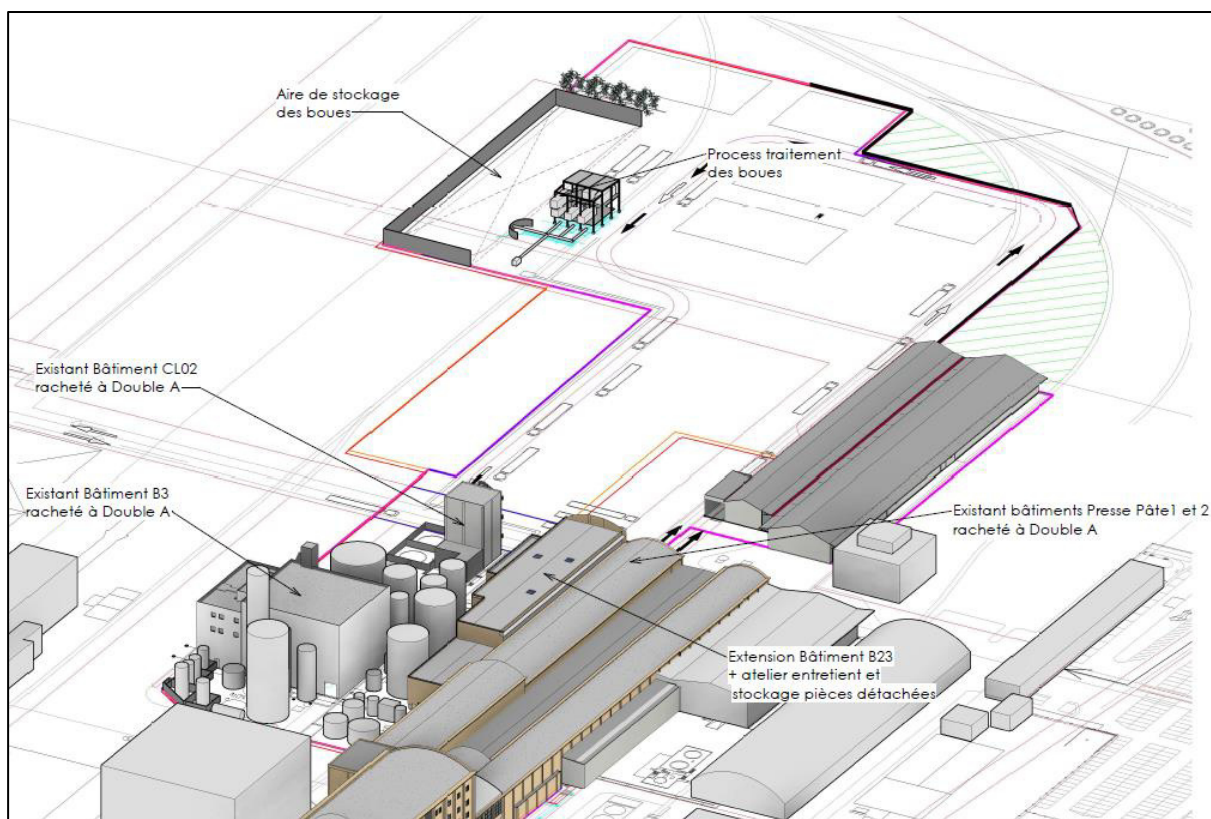 Aire de stockage
des boues
Process traitement
des boues
Existant Bâtiment CL02
racheté à Double A
Existant Bâtiment B3
racheté à Double A
Existant bâtiments Presse Pâte1 et 2
racheté à Double A
Extension Bâtiment B23
+ atelier entretient et
stockage pièces détachées